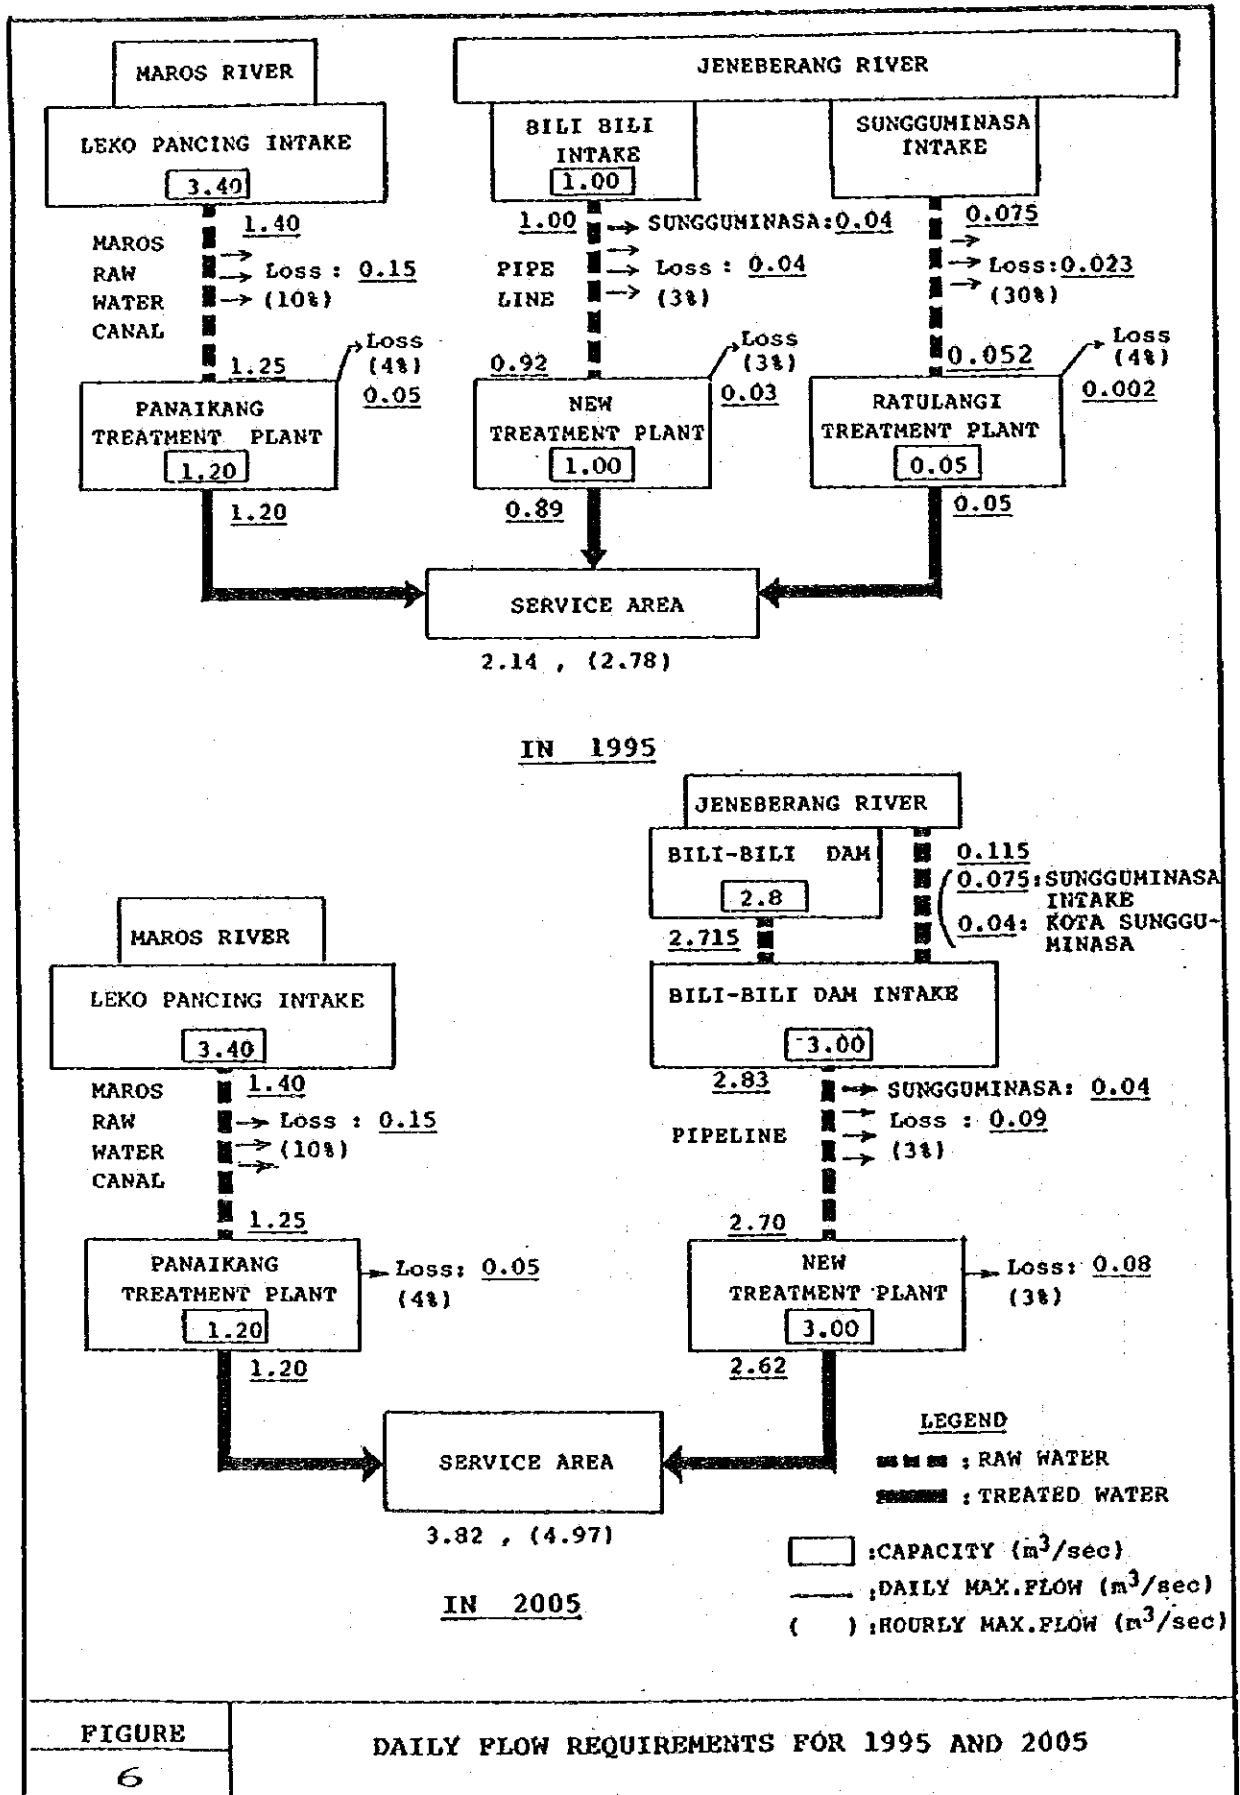 MAROS RIVER
JENEBERANG RIVER
LEKO PANCING INTAKE
3.40
BILI BILI
INTAKE
1.00
SUNGGUMINASA
INTAKE
1.40
MAROS
RAW
WATER
CANAL
Loss : 0.15
(10%)
1.25
Loss
(4%)
0.05
PANAIKANG
TREATMENT PLANT
1.20
1.20
1.00
SUNGGUMINASA:0.04
PIPE
LINE
Loss : 0.04
(3%)
0.92
Loss
(3%)
0.03
NEW
TREATMENT PLANT
1.00
0.89
0.075
Loss:0.023
(30%)
0.052
Loss
(4%)
0.002
RATULANGI
TREATMENT PLANT
0.05
0.05
SERVICE AREA
2.14 , (2.78)
IN 1995
JENEBERANG RIVER
BILI-BILI DAM
2.8
2.715
0.115
(0.075:SUNGGUMINASA
INTAKE
0.04: KOTA SUNGGU-
MINASA
MAROS RIVER
LEKO PANCING INTAKE
3.40
BILI-BILI DAM INTAKE
3.00
MAROS
RAW
WATER
CANAL
1.40
Loss : 0.15
(10%)
1.25
PANAIKANG
TREATMENT PLANT
1.20
Loss: 0.05
(4%)
1.20
2.83
SUNGGUMINASA: 0.04
PIPELINE
Loss : 0.09
(3%)
2.70
NEW
TREATMENT PLANT
3.00
Loss: 0.08
(3%)
2.62
SERVICE AREA
3.82 , (4.97)
IN 2005
LEGEND
: RAW WATER
: TREATED WATER
:CAPACITY (m³/sec)
:DAILY MAX.FLOW (m³/sec)
( ) :HOURLY MAX.FLOW (m³/sec)
FIGURE
6
DAILY FLOW REQUIREMENTS FOR 1995 AND 2005